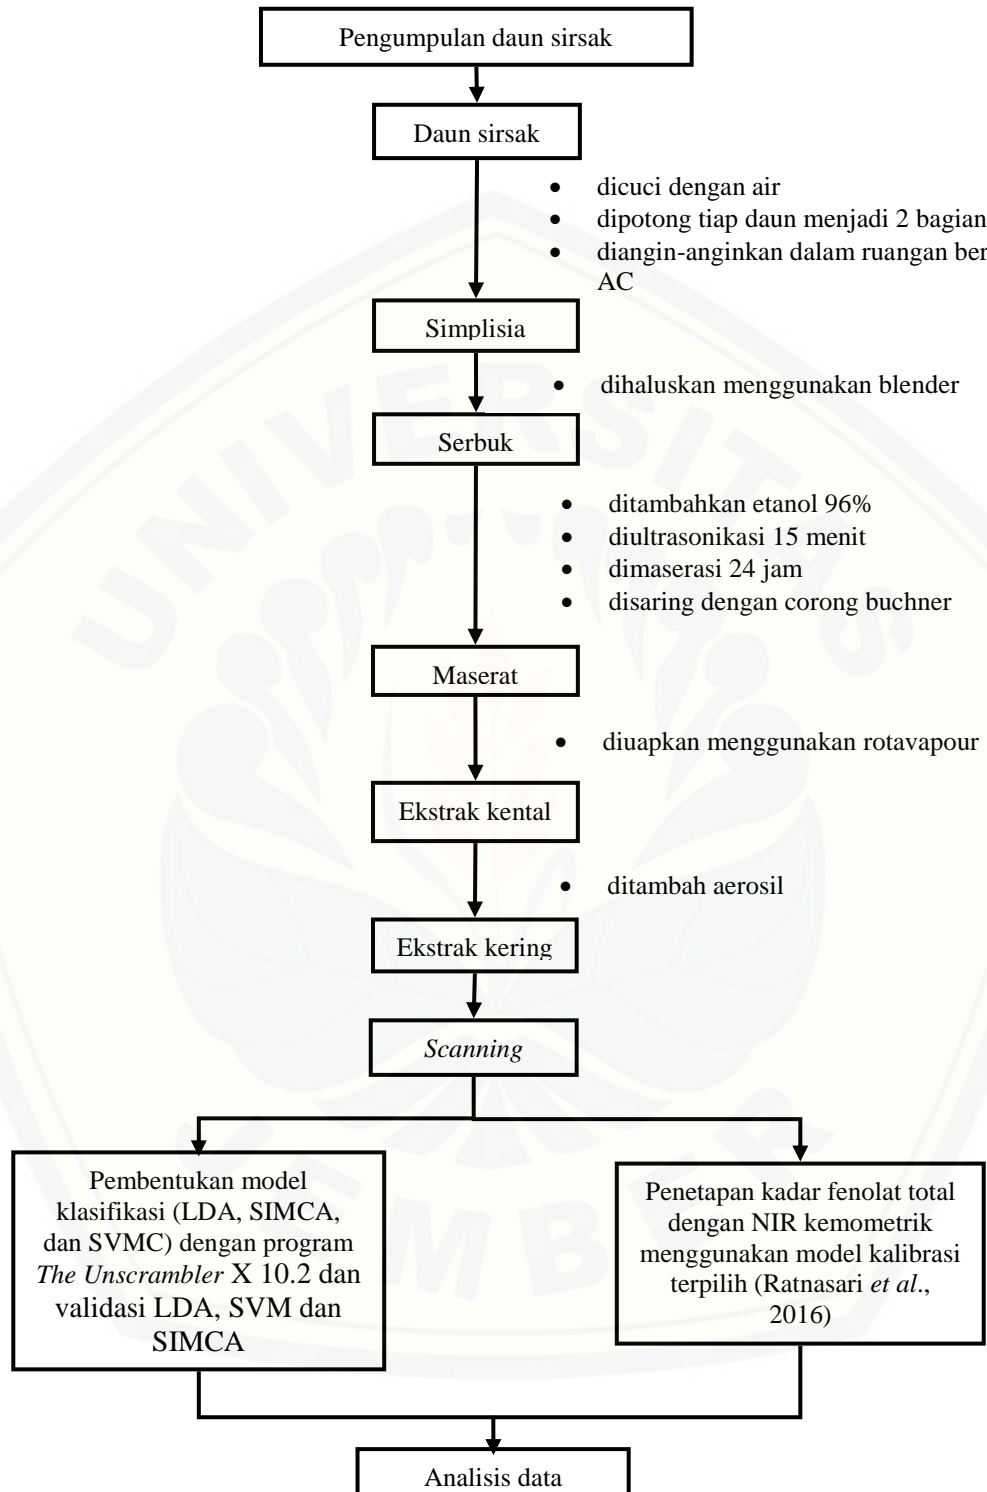 Pengumpulan daun sirsak
Daun sirsak
• dicuci dengan air
• dipotong tiap daun menjadi 2 bagian
• diangin-anginkan dalam ruangan ber
AC
Simplisia
• dihaluskan menggunakan blender
Serbuk
• ditambahkan etanol 96%
• diultrasonikasi 15 menit
• dimaserasi 24 jam
• disaring dengan corong buchner
Maserat
• diuapkan menggunakan rotavapour
Ekstrak kental
• ditambah aerosil
Ekstrak kering
Scanning
Pembentukan model
klasifikasi (LDA, SIMCA,
dan SVMC) dengan program
The Unscrambler X 10.2 dan
validasi LDA, SVM dan
SIMCA
Penetapan kadar fenolat total
dengan NIR kemometrik
menggunakan model kalibrasi
terpilih (Ratnasari et al.,
2016)
Analisis data
UNIVERSITAS
JEMBER